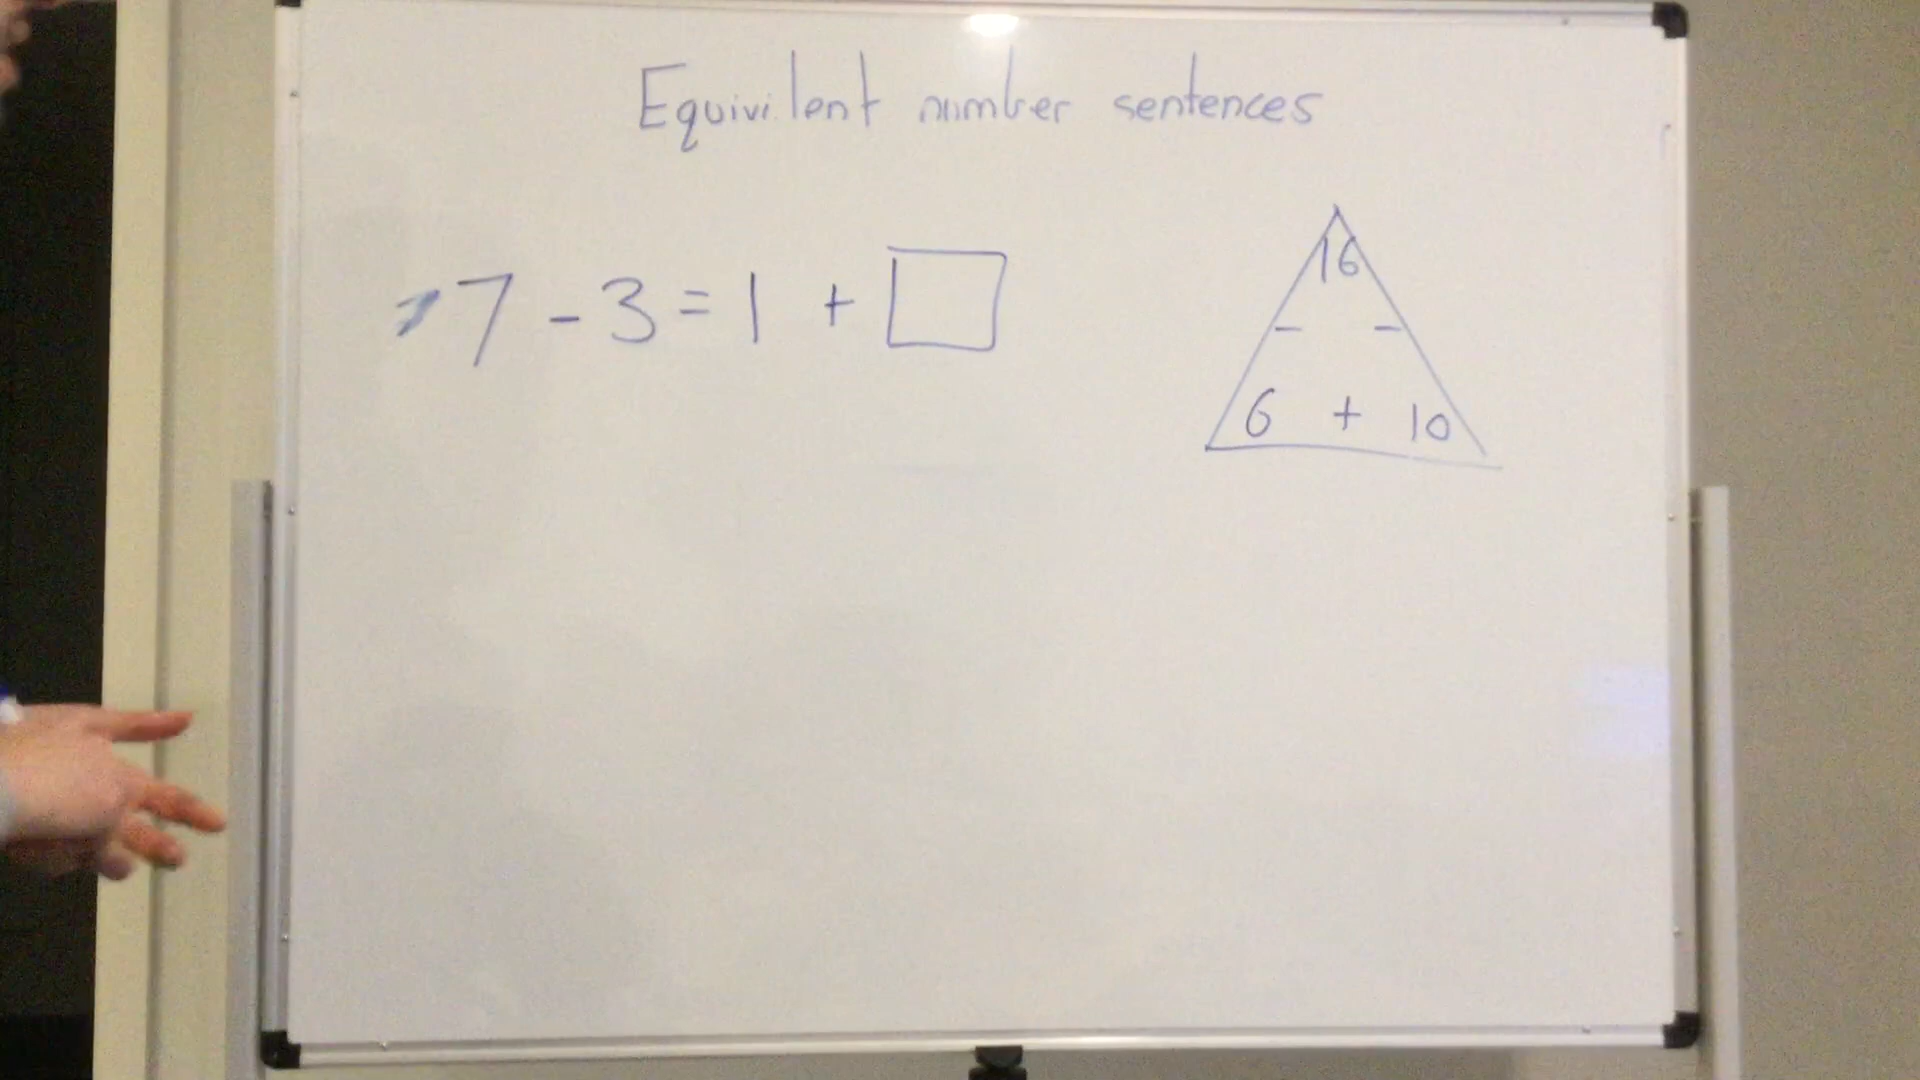 Equivilent number sentences
7 - 3 = 1 + □
16
- -
6 + 10